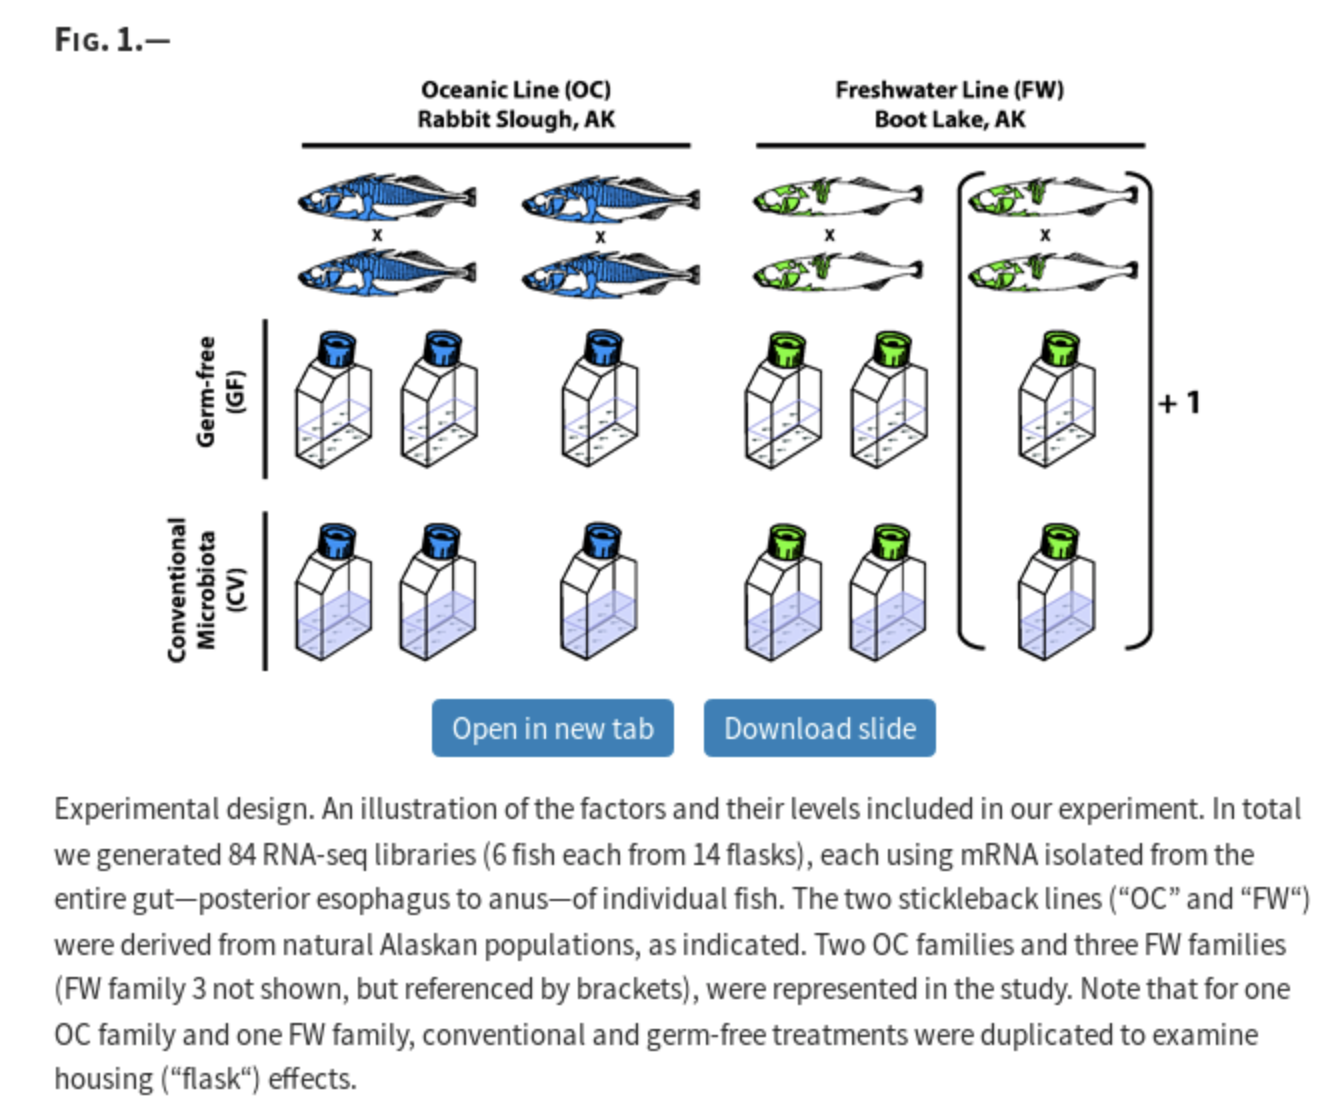 FIG. 1.—
Oceanic Line (OC)
Rabbit Slough, AK
Freshwater Line (FW)
Boot Lake, AK
x
x
x
x
Germ-free
(GF)
+ 1
Conventional
Microbiota
(CV)
Open in new tab
Download slide
Experimental design. An illustration of the factors and their levels included in our experiment. In total
we generated 84 RNA-seq libraries (6 fish each from 14 flasks), each using mRNA isolated from the
entire gut—posterior esophagus to anus—of individual fish. The two stickleback lines (“OC” and “FW“)
were derived from natural Alaskan populations, as indicated. Two OC families and three FW families
(FW family 3 not shown, but referenced by brackets), were represented in the study. Note that for one
OC family and one FW family, conventional and germ-free treatments were duplicated to examine
housing (“flask“) effects.